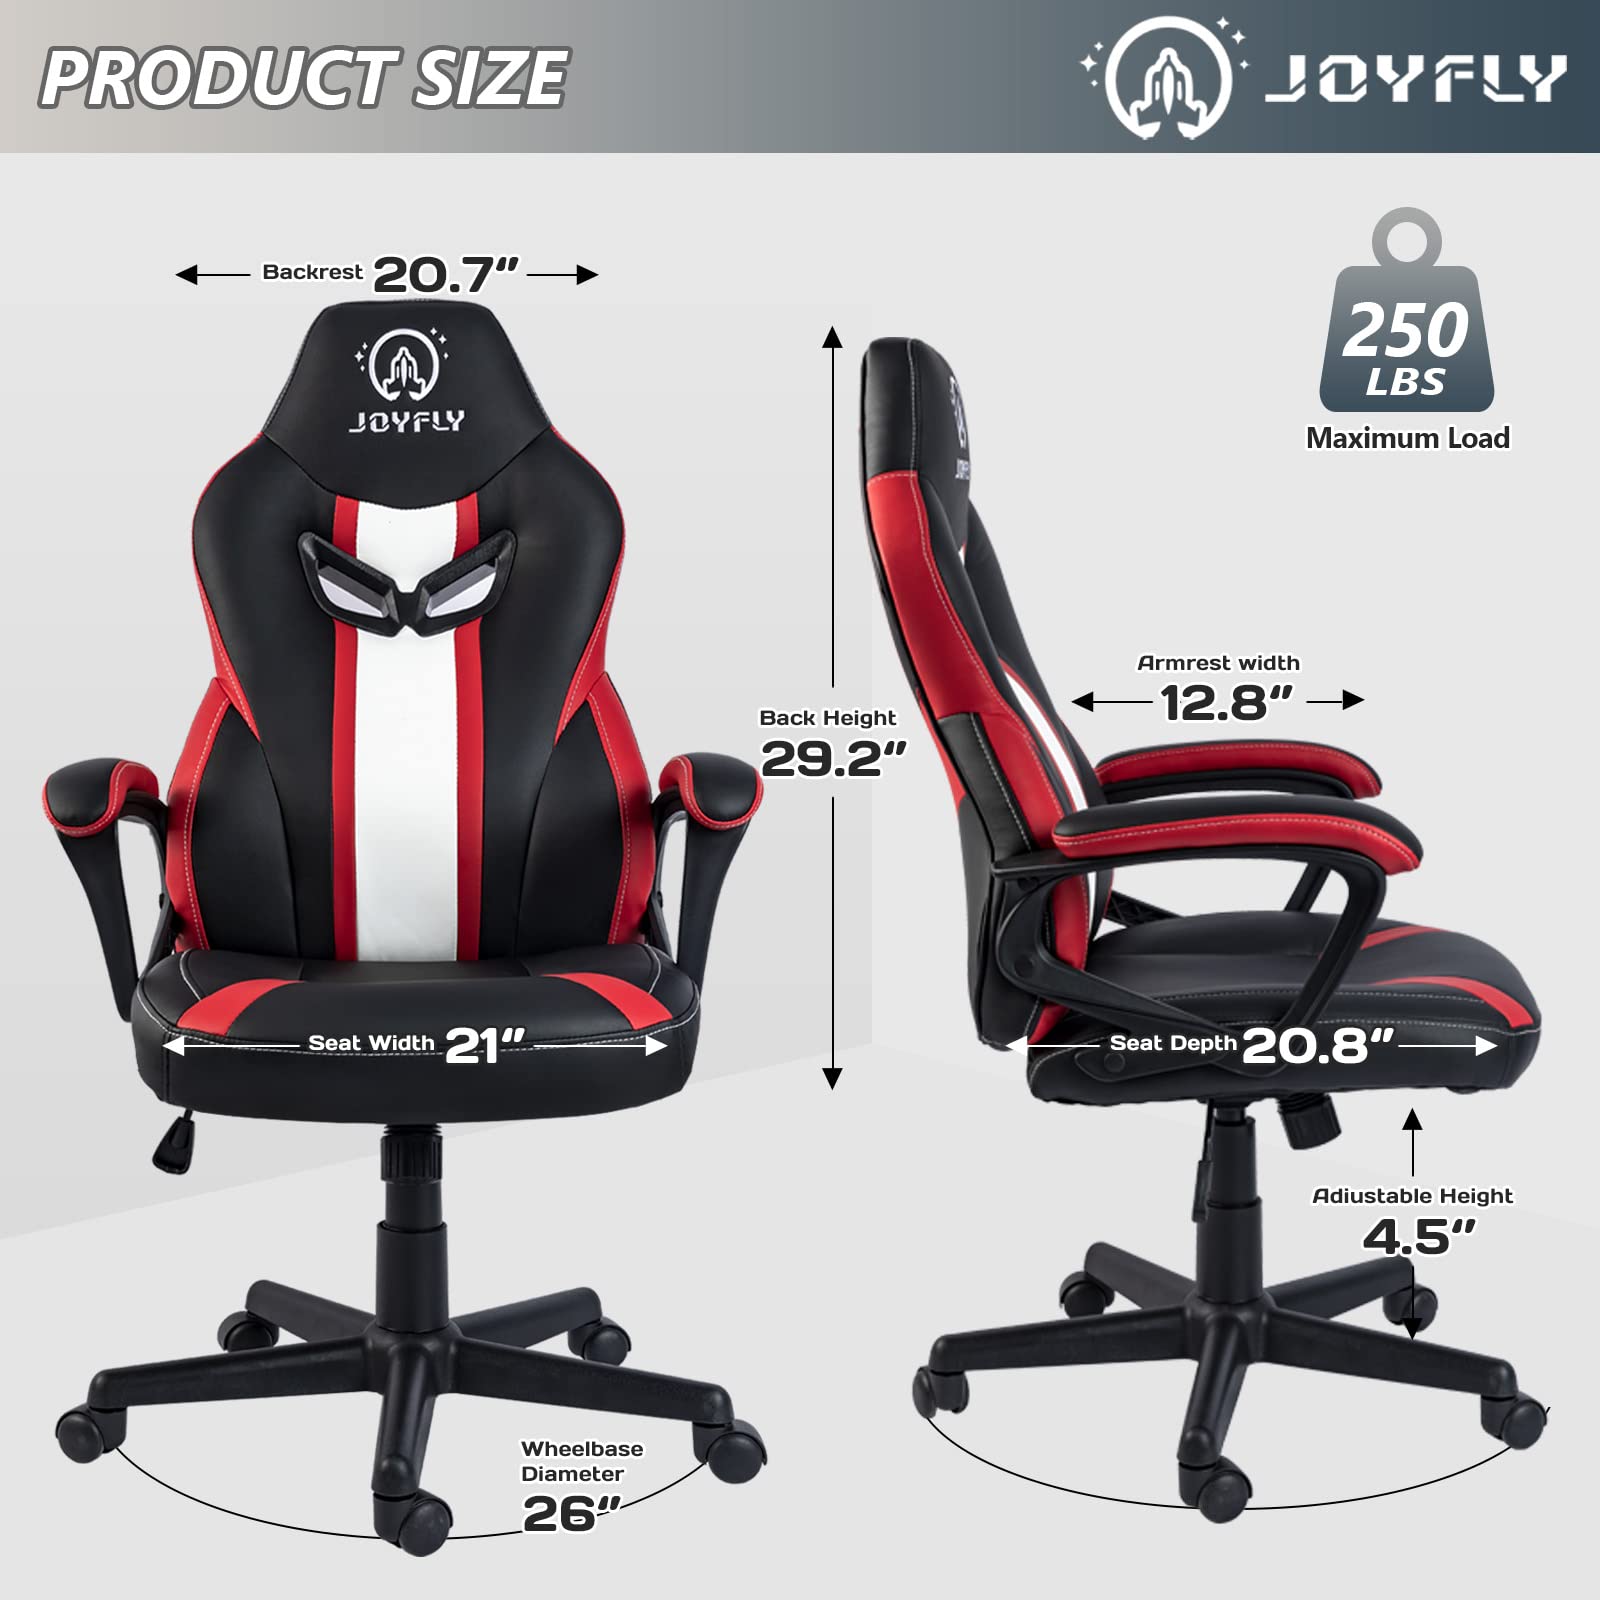 PRODUCT SIZE
JOYFLY
250
LBS
Maximum Load
Backrest 20.7"
JOYFLY
Back Height
29.2"
Armrest width
12.8"
Seat Width 21"
Seat Depth 20.8"
Adiustable Height
4.5"
Wheelbase
Diameter
26"